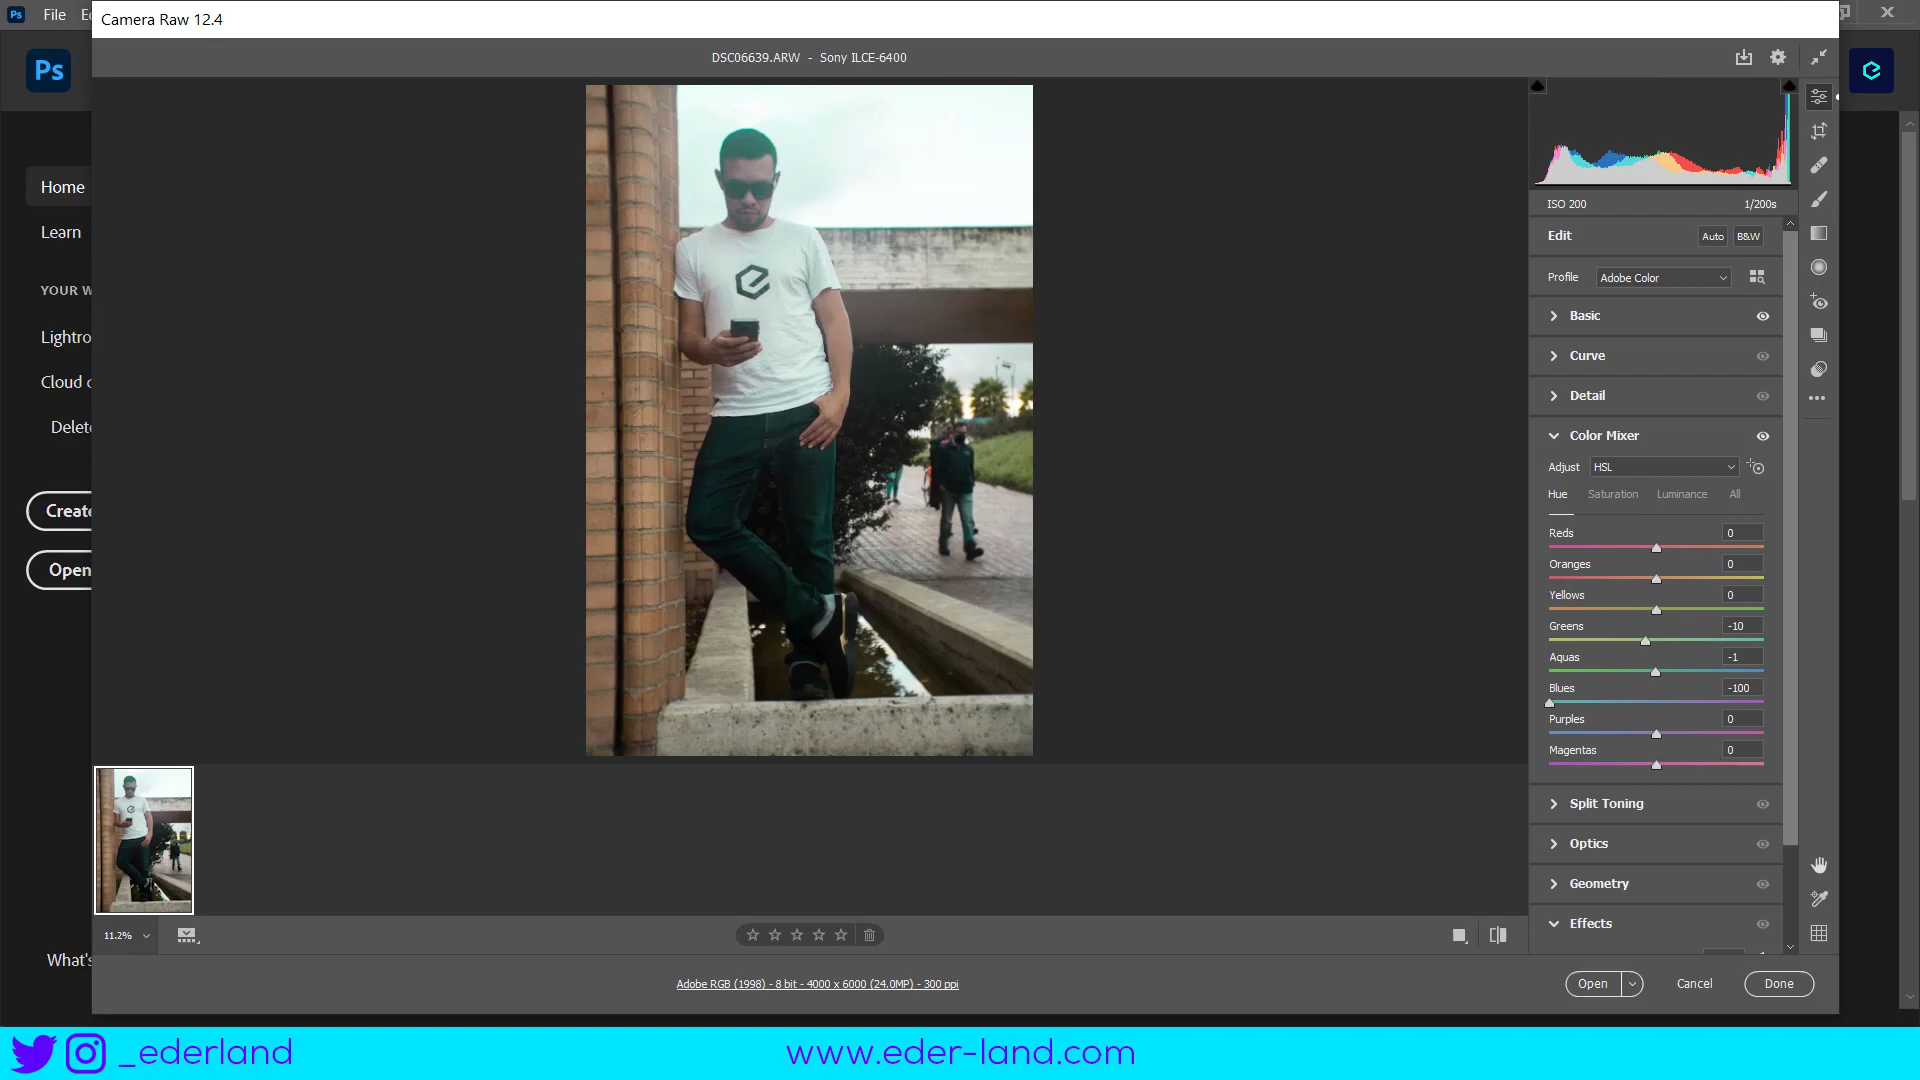 Ps
File
Camera Raw 12.4
DSC06639.ARW - Sony ILCE-6400
Ps
Home
Learn
YOUR W
Lightro
Cloud
Delete
Create
Open
What's
e
ISO 200
1/200s
Edit
Auto
B&W
Profile
Adobe Color
Basic
Curve
Detail
Color Mixer
Adjust
HSL
Hue Saturation Luminance All
Reds 0
Oranges 0
Yellows 0
Greens -10
Aquas -1
Blues -100
Purples 0
Magentas 0
Split Toning
Optics
Geometry
Effects
11.2%
Adobe RGB (1998) - 8 bit - 4000 x 6000 (24.0MP) - 300 ppi
Open
Cancel
Done
_ederland
www.eder-land.com